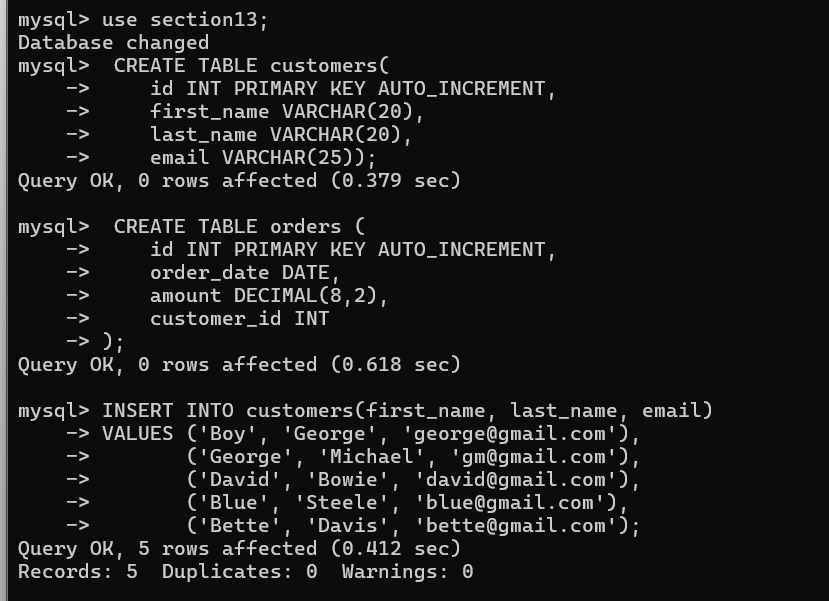 mysql> use section13;
Database changed
mysql>  CREATE TABLE customers(
    ->     id INT PRIMARY KEY AUTO_INCREMENT,
    ->     first_name VARCHAR(20),
    ->     last_name VARCHAR(20),
    ->     email VARCHAR(25));
Query OK, 0 rows affected (0.379 sec)

mysql>  CREATE TABLE orders (
    ->     id INT PRIMARY KEY AUTO_INCREMENT,
    ->     order_date DATE,
    ->     amount DECIMAL(8,2),
    ->     customer_id INT
    -> );
Query OK, 0 rows affected (0.618 sec)

mysql> INSERT INTO customers(first_name, last_name, email)
    -> VALUES ('Boy', 'George', 'george@gmail.com'),
    ->        ('George', 'Michael', 'gm@gmail.com'),
    ->        ('David', 'Bowie', 'david@gmail.com'),
    ->        ('Blue', 'Steele', 'blue@gmail.com'),
    ->        ('Bette', 'Davis', 'bette@gmail.com');
Query OK, 5 rows affected (0.412 sec)
Records: 5  Duplicates: 0  Warnings: 0